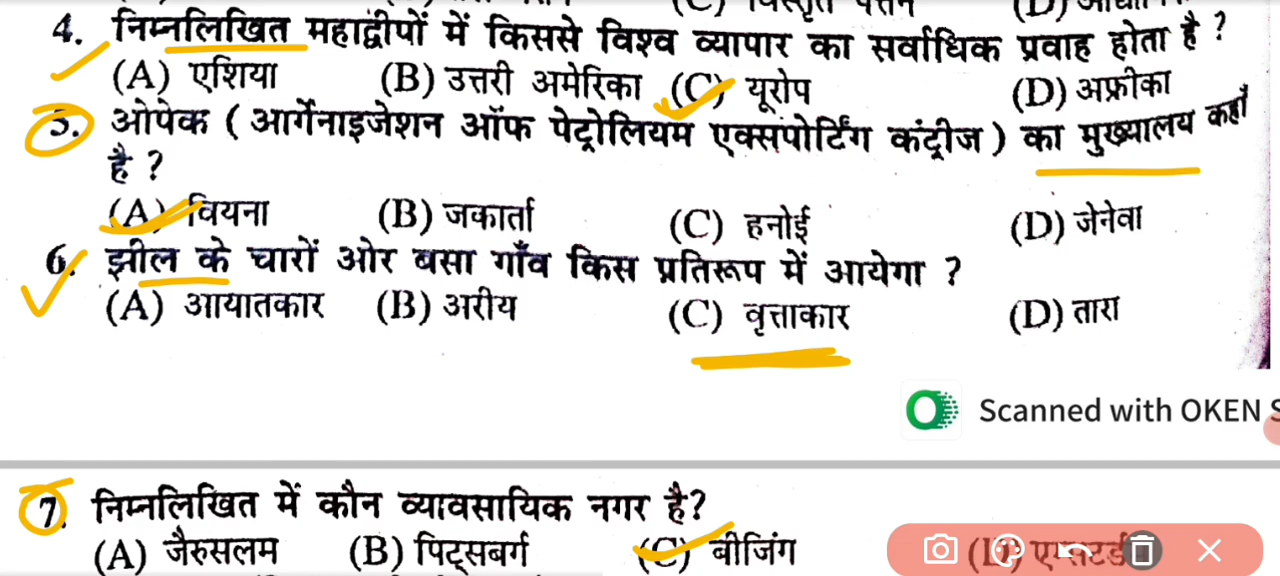 4. निम्नलिखित महाद्वीपों में किससे विश्व व्यापार का सर्वाधिक प्रवाह होता है ?
(A) एशिया (B) उत्तरी अमेरिका (C) यूरोप (D) अफ्रीका
5. ओपेक ( आर्गेनाइजेशन ऑफ पेट्रोलियम एक्सपोर्टिंग कंट्रीज ) का मुख्यालय कहाँ
है ?
(A) वियना (B) जकार्ता (C) हनोई (D) जेनेवा
6. झील के चारों ओर बसा गाँव किस प्रतिरूप में आयेगा ?
(A) आयातकार (B) अरीय (C) वृत्ताकार (D) तारा
Scanned with OKEN S
7. निम्नलिखित में कौन व्यावसायिक नगर है?
(A) जैरुसलम (B) पिट्सबर्ग (C) बीजिंग (D)